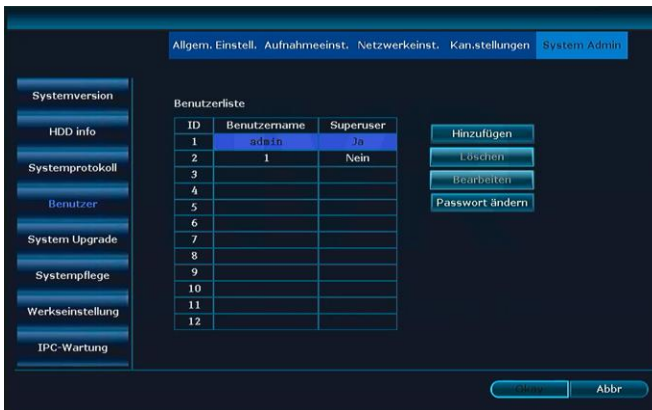 Allgem. Einstell. Aufnahmeeinst. Netzwerkeinst. Kan.stellungen System Admin
Systemversion
HDD info
Systemprotokoll
Benutzer
System Upgrade
Systempflege
Werkseinstellung
IPC-Wartung
Benutzerliste
ID Benutzername Superuser
1 admin Ja
2 1 Nein
3
4
5
6
7
8
9
10
11
12
Hinzufügen
Löschen
Bearbeiten
Passwort ändern
Okay Abbr